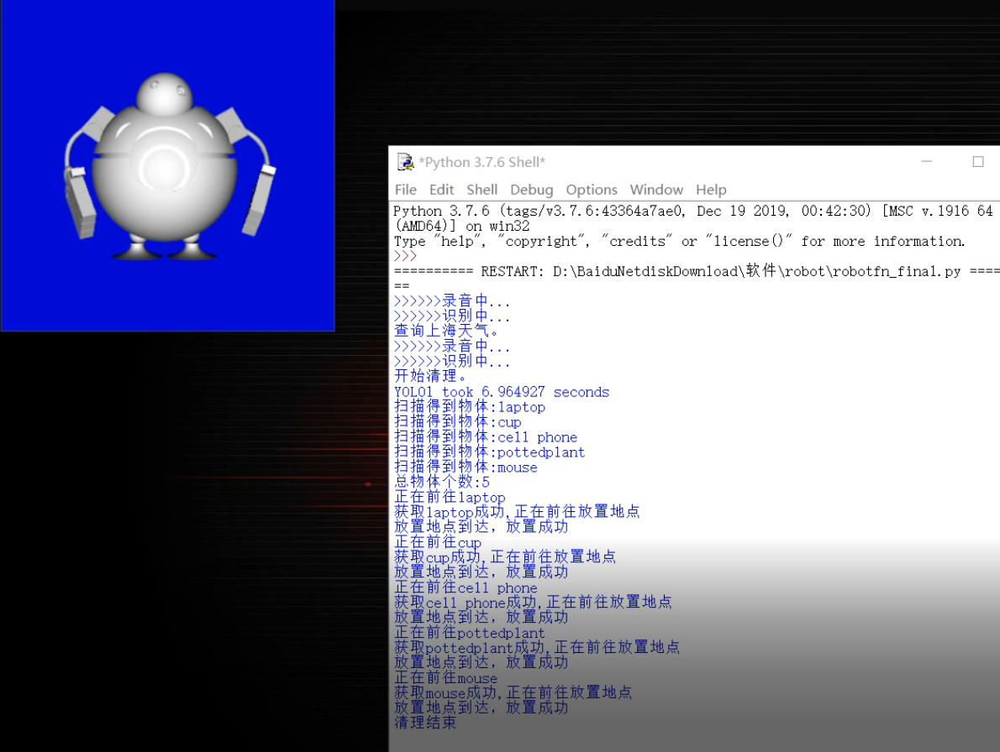 *Python 3.7.6 Shell*
File Edit Shell Debug Options Window Help
Python 3.7.6 (tags/v3.7.6:43364a7ae0, Dec 19 2019, 00:42:30) [MSC v.1916 64
(AMD64)] on win32
Type "help", "copyright", "credits" or "license()" for more information.
>>>
========== RESTART: D:\BaiduNetdiskDownload\软件\robot\robotfn_final.py ====
==
>>>>>>录音中...
>>>>>>识别中...
查询上海天气。
>>>>>>录音中...
>>>>>>识别中...
开始清理。
YOLO1 took 6.964927 seconds
扫描得到物体:laptop
扫描得到物体:cup
扫描得到物体:cell phone
扫描得到物体:pottedplant
扫描得到物体:mouse
总物体个数:5
正在前往laptop
获取laptop成功,正在前往放置地点
放置地点到达，放置成功
正在前往cup
获取cup成功,正在前往放置地点
放置地点到达，放置成功
正在前往cell phone
获取cell phone成功,正在前往放置地点
放置地点到达，放置成功
正在前往pottedplant
获取pottedplant成功,正在前往放置地点
放置地点到达，放置成功
正在前往mouse
获取mouse成功,正在前往放置地点
放置地点到达，放置成功
清理结束